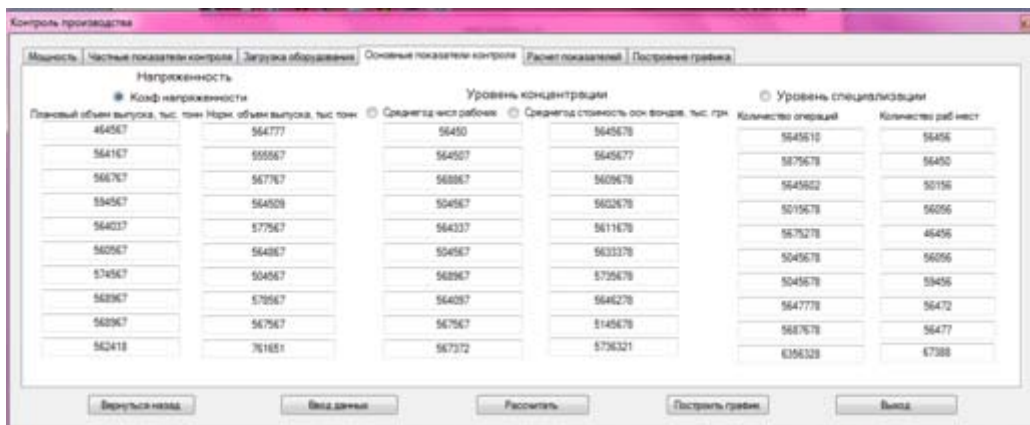 Контроль производства
Мощность Частные показатели контроля Загрузка оборудования Основные показатели контроля Расчет показателей Построение графика
Напряженность
Коэф напряженности Уровень концентрации Уровень специализации
Плановый объем выпуска, тыс. тонн Норм. объем выпуска, тыс тонн Среднегод числ рабочих Среднегод стоимость осн фондов, тыс. грн Количество операций Количество раб мест
464567 564777 56450 5645678 5645610 56456
564167 555567 564507 5645677 5875678 56450
566767 567767 568867 5609678 5645602 50156
594567 564509 504567 5602678 5015678 56056
564037 577567 564337 5611678 5675278 46456
560567 564867 504567 5633378 5045678 56056
574567 504567 568967 5735678 5045678 59456
568967 578567 564097 5646278 5647778 56472
568967 567567 567567 5145678 5687678 56477
562418 761651 567372 5736321 6356328 67388
Вернуться назад Ввод данных Рассчитать Построить график Выход